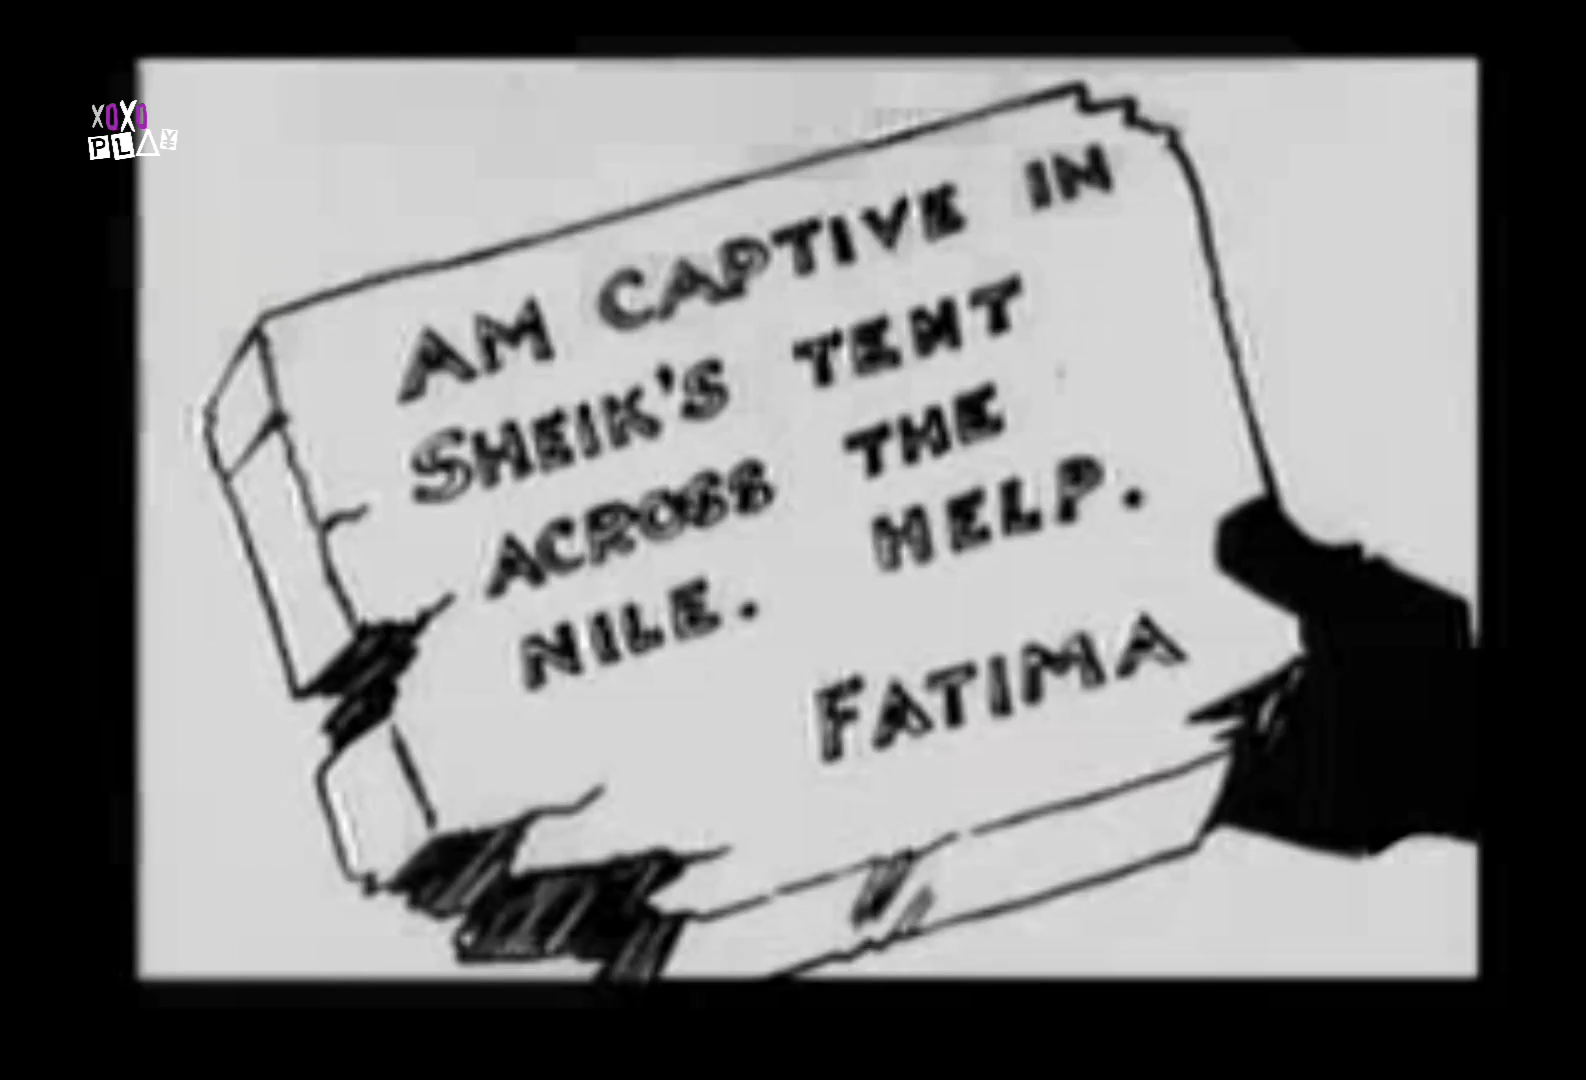 XOXO
PLAY
AM CAPTIVE IN
SHEIK'S TENT
ACROSS THE
NILE. HELP.
FATIMA